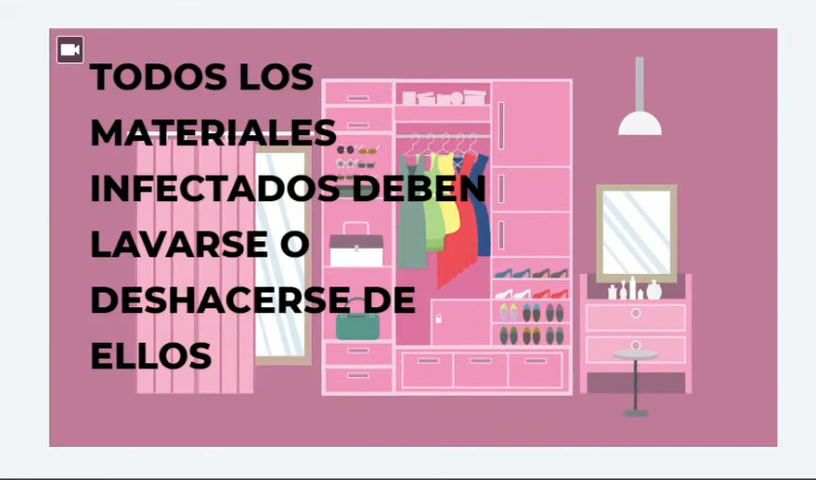 TODOS LOS
MATERIALES
INFECTADOS DEBEN
LAVARSE O
DESHACERSE DE
ELLOS